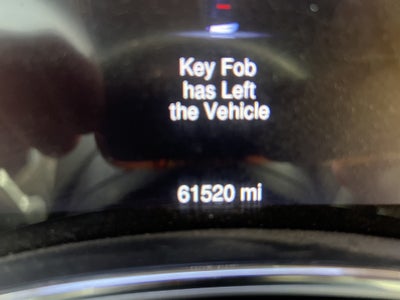 Key Fob
has Left
the Vehicle
61520 mi